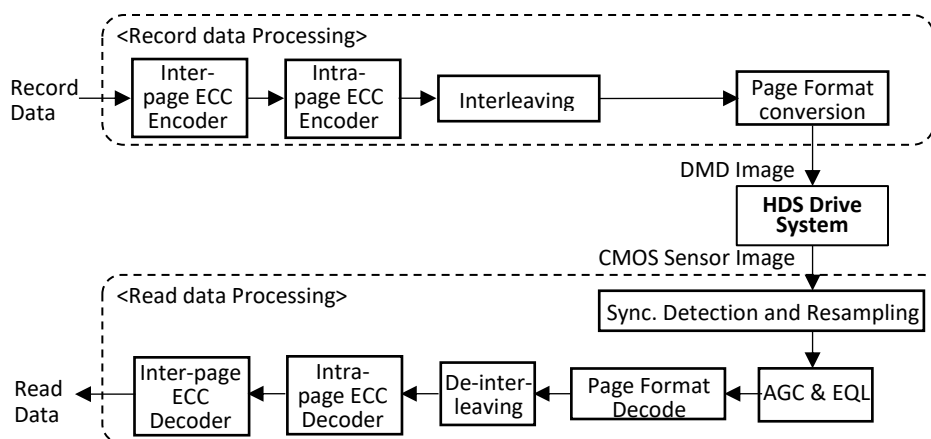 <Record data Processing>
Record
Data
Inter-
page ECC
Encoder
Intra-
page ECC
Encoder
Interleaving
Page Format
conversion
DMD Image
HDS Drive
System
CMOS Sensor Image
<Read data Processing>
Sync. Detection and Resampling
Read
Data
Inter-page
ECC
Decoder
Intra-
page ECC
Decoder
De-inter-
leaving
Page Format
Decode
AGC & EQL